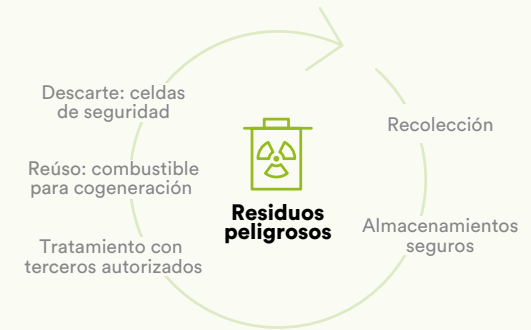 Descarte: celdas
de seguridad
Recolección
Reúso: combustible
para cogeneración
Residuos
peligrosos
Almacenamientos
seguros
Tratamiento con
terceros autorizados